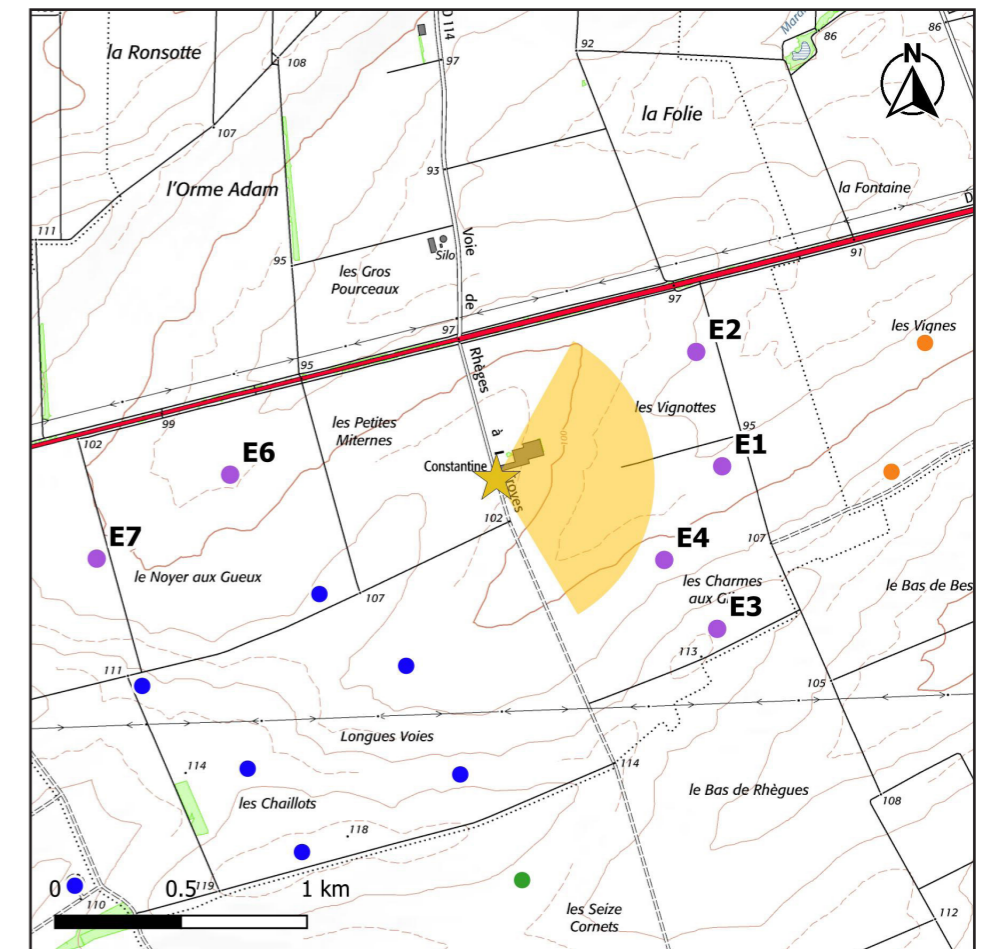 D 114
Marai
86
86
la Ronsotte
92
N
108
97
107
la Folie
l'Orme Adam
93
la Fontaine
111
Voie
de
Rhèges
à
Troyes
D
Silo
91
95
les Gros
Pourceaux
97
97
E2
les Vignes
95
les Petites
Miternes
les Vignottes
99
102
95
100
E1
E6
Constantine
102
E7
E4
107
le Noyer aux Gueux
les Charmes
aux G
E3
le Bas de Bes
107
113
111
105
Longues Voies
114
114
le Bas de Rhègues
les Chaillots
108
118
0 0.5 1 km
119
110
les Seize
Cornets
112